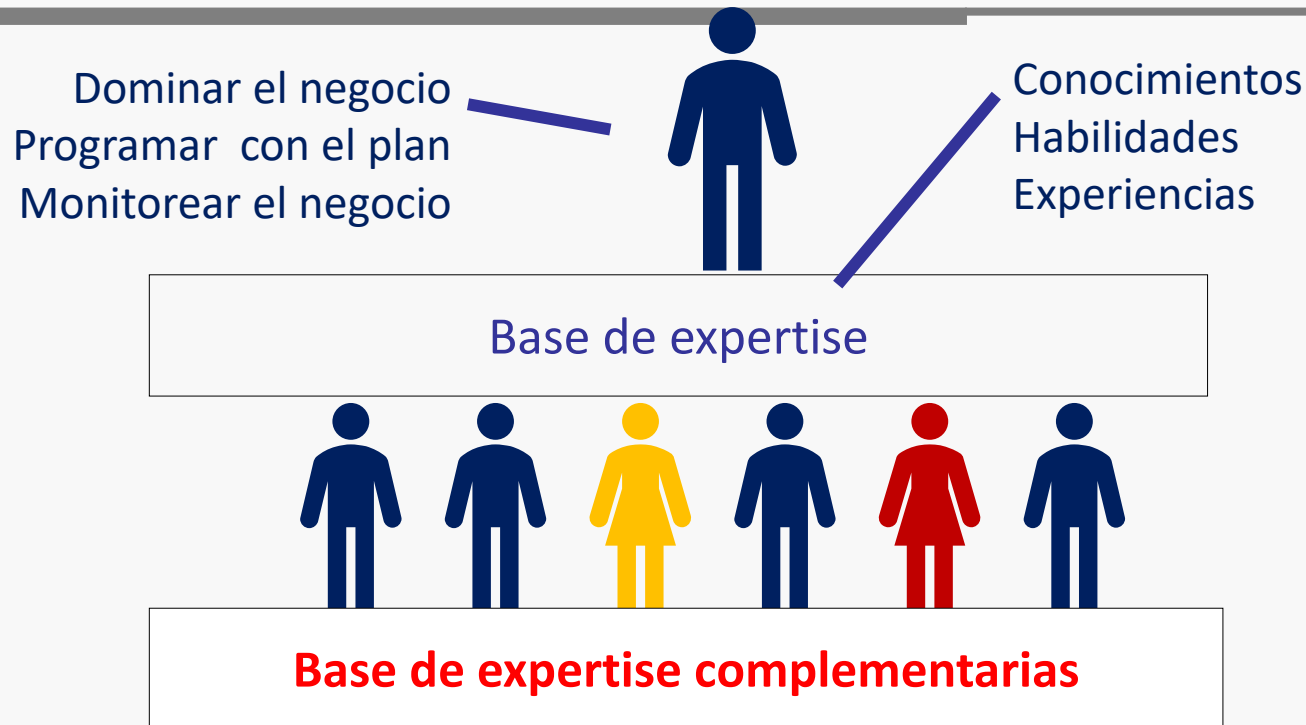 Dominar el negocio
Programar  con el plan
Monitorear el negocio
Conocimientos
Habilidades
Experiencias
Base de expertise
Base de expertise complementarias